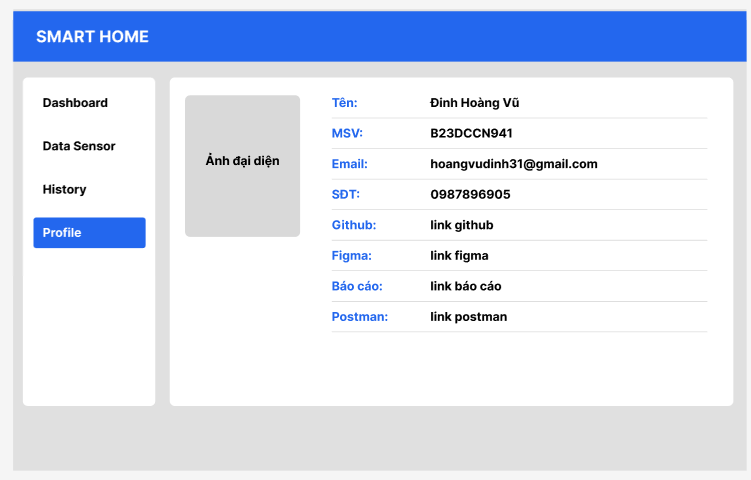 SMART HOME
Dashboard
Data Sensor
History
Profile
Ảnh đại diện
Tên: Đinh Hoàng Vũ
MSV: B23DCCN941
Email: hoangvudinh31@gmail.com
SĐT: 0987896905
Github: link github
Figma: link figma
Báo cáo: link báo cáo
Postman: link postman